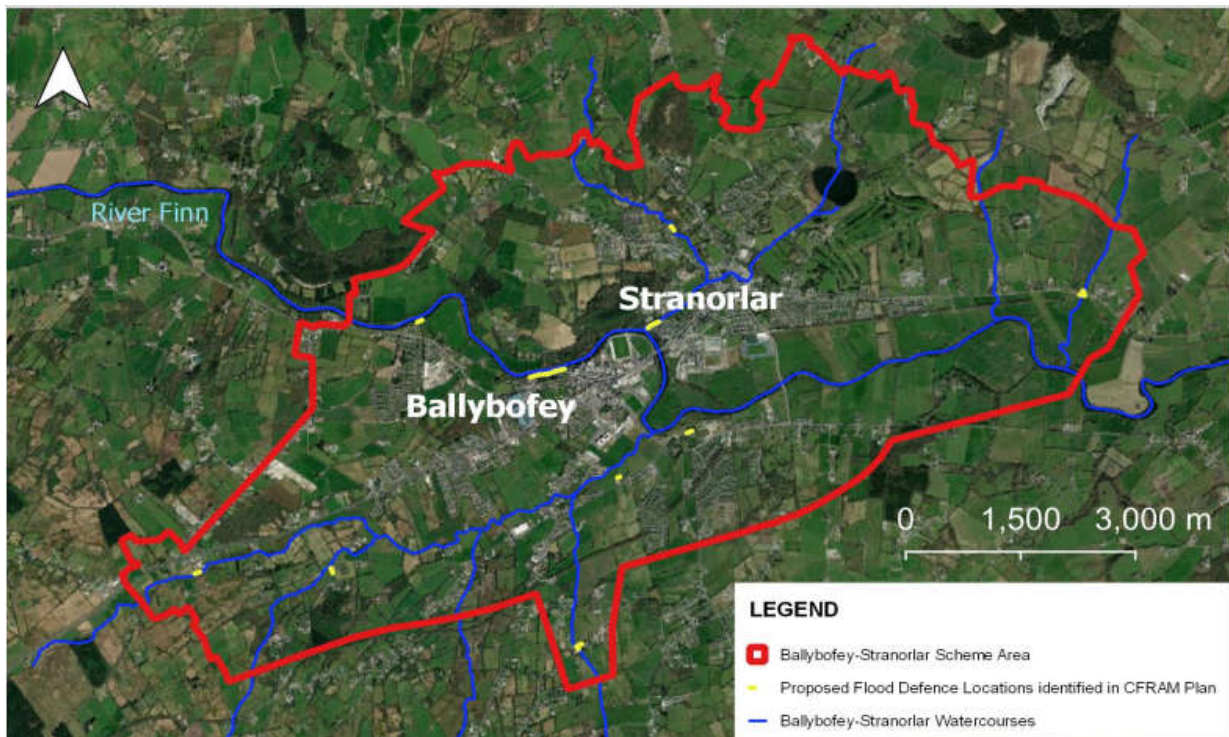 River Finn
Stranorlar
Ballybofey
0 1,500 3,000 m
LEGEND
Ballybofey-Stranorlar Scheme Area
Proposed Flood Defence Locations identified in CFRAM Plan
Ballybofey-Stranorlar Watercourses